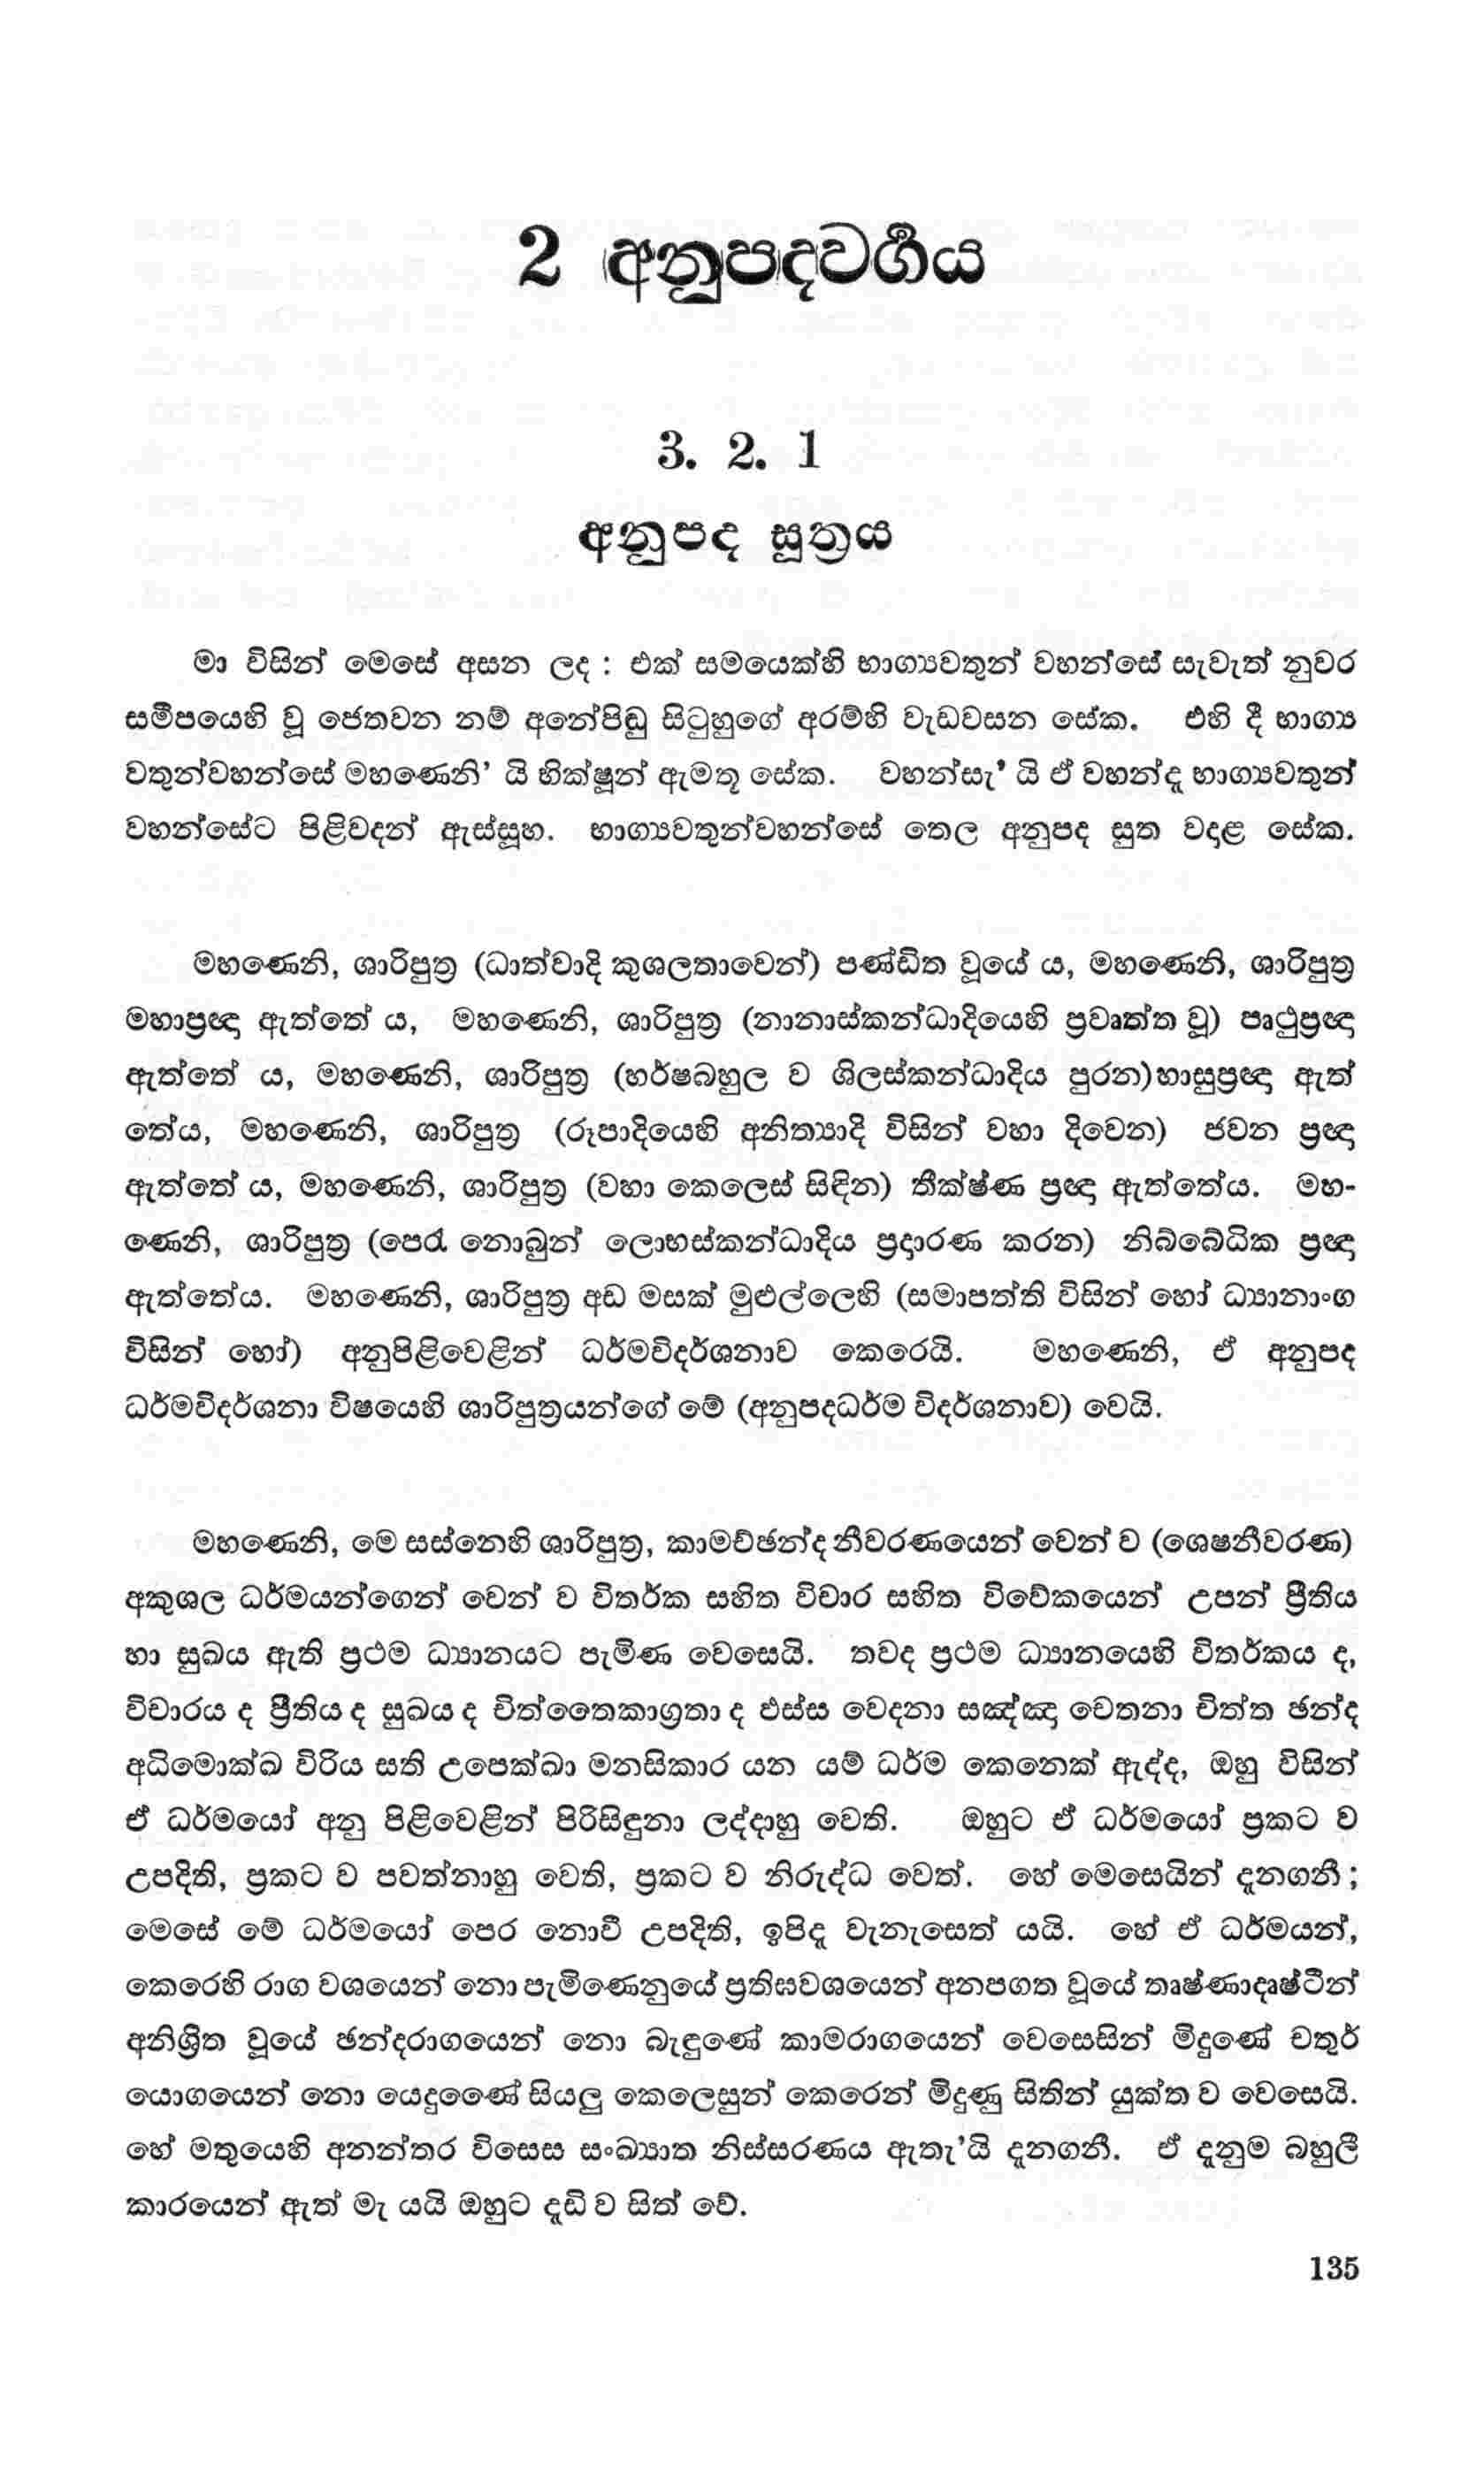 2 අනුපදවර්‍ගය
3. 2. 1
අනුපද සූත්‍රය
මා විසින් මෙසේ අසන ලද : එක් සමයෙක්හි භාග්‍යවතුන් වහන්සේ සැවැත් නුවර
සමීපයෙහි වූ ජෙතවන නම් අනේපිඬු සිටුහුගේ අරම්හි වැඩවසන සේක. එහි දී භාග්‍ය
වතුන්වහන්සේ මහණෙනි’ යි භික්ෂූන් ඇමතූ සේක. වහන්සැ’ යි ඒ වහන්දෑ භාග්‍යවතුන්
වහන්සේට පිළිවදන් ඇස්සූහ. භාග්‍යවතුන්වහන්සේ තෙල අනුපද සුත වදාළ සේක.
මහණෙනි, ශාරිපුත්‍ර (ධාත්වාදි කුශලතාවෙන්) පණ්ඩිත වූයේ ය, මහණෙනි, ශාරිපුත්‍ර
මහාප්‍රඥා ඇත්තේ ය, මහණෙනි, ශාරිපුත්‍ර (නානාස්කන්ධාදියෙහි ප්‍රවෘත්ත වූ) පෘථුප්‍රඥා
ඇත්තේ ය, මහණෙනි, ශාරිපුත්‍ර (හර්ෂබහුල ව ශිලස්කන්ධාදිය පුරන)හාසුප්‍රඥා ඇත්
තේය, මහණෙනි, ශාරිපුත්‍ර (රූපාදියෙහි අනිත්‍යාදි විසින් වහා දිවෙන) ජවන ප්‍රඥා
ඇත්තේ ය, මහණෙනි, ශාරිපුත්‍ර (වහා කෙලෙස් සිඳින) තීක්ෂ්ණ ප්‍රඥා ඇත්තේය. මහ-
ණෙනි, ශාරිපුත්‍ර (පෙරැ නොබුන් ලොභස්කන්ධාදිය ප්‍රදාරණ කරන) නිබ්බේධික ප්‍රඥා
ඇත්තේය. මහණෙනි, ශාරිපුත්‍ර අඩ මසක් මුළුල්ලෙහි (සමාපත්ති විසින් හෝ ධ්‍යානාංග
විසින් හෝ) අනුපිළිවෙළින් ධර්මවිදර්ශනාව කෙරෙයි. මහණෙනි, ඒ අනුපද
ධර්මවිදර්ශනා විෂයෙහි ශාරිපුත්‍රයන්ගේ මේ (අනුපදධර්ම විදර්ශනාව) වෙයි.
මහණෙනි, මෙ සස්නෙහි ශාරිපුත්‍ර, කාමච්ඡන්ද නීවරණයෙන් වෙන් ව (ශෙෂනීවරණ)
අකුශල ධර්මයන්ගෙන් වෙන් ව විතර්ක සහිත විචාර සහිත විවේකයෙන් උපන් ප්‍රීතිය
හා සුඛය ඇති ප්‍රථම ධ්‍යානයට පැමිණ වෙසෙයි. තවද ප්‍රථම ධ්‍යානයෙහි විතර්කය ද,
විචාරය ද ප්‍රීතිය ද සුඛය ද චිත්තෛකාග්‍රතා ද ඵස්ස වෙදනා සඤ්ඤා චෙතනා චිත්ත ඡන්ද
අධිමොක්ඛ විරිය සති උපෙක්ඛා මනසිකාර යන යම් ධර්ම කෙනෙක් ඇද්ද, ඔහු විසින්
ඒ ධර්මයෝ අනු පිළිවෙළින් පිරිසිඳුනා ලද්දාහු වෙති. ඔහුට ඒ ධර්මයෝ ප්‍රකට ව
උපදිති, ප්‍රකට ව පවත්නාහු වෙති, ප්‍රකට ව නිරුද්ධ වෙත්. හේ මෙසෙයින් දැනගනී ;
මෙසේ මේ ධර්මයෝ පෙර නොවී උපදිති, ඉපිදැ වැනැසෙත් යයි. හේ ඒ ධර්මයන්,
කෙරෙහි රාග වශයෙන් නො පැමිණෙනුයේ ප්‍රතිඝවශයෙන් අනපගත වූයේ තෘෂ්ණාදෘෂ්ටීන්
අනිශ්‍රිත වූයේ ඡන්දරාගයෙන් නො බැඳුණේ කාමරාගයෙන් වෙසෙසින් මිදුණේ චතුර්
යොගයෙන් නො යෙදුණෙේ සියලු කෙලෙසුන් කෙරෙන් මිදුණු සිතින් යුක්ත ව වෙසෙයි.
හේ මතුයෙහි අනන්තර විසෙස සංඛ්‍යාත නිස්සරණය ඇතැ’යි දැනගනී. ඒ දැනුම බහුලී
කාරයෙන් ඇත් මැ යයි ඔහුට දැඩි ව සිත් වේ.
135